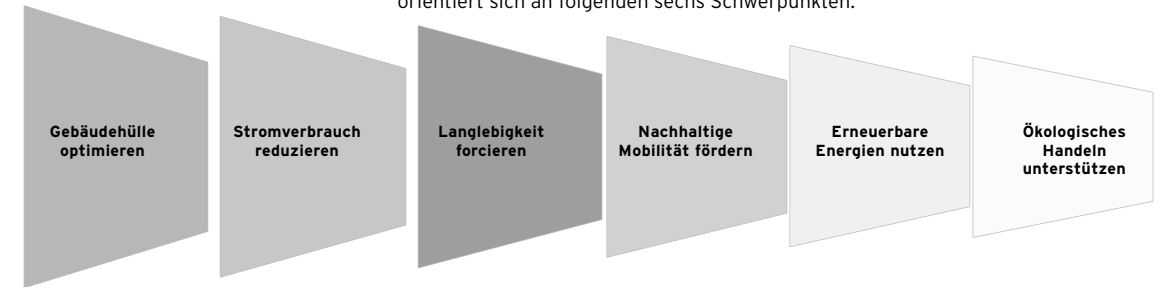 orientiert sich an folgenden sechs Schwerpunkten.
Gebäudehülle
optimieren
Stromverbrauch
reduzieren
Langlebigkeit
forcieren
Nachhaltige
Mobilität fördern
Erneuerbare
Energien nutzen
Ökologisches
Handeln
unterstützen